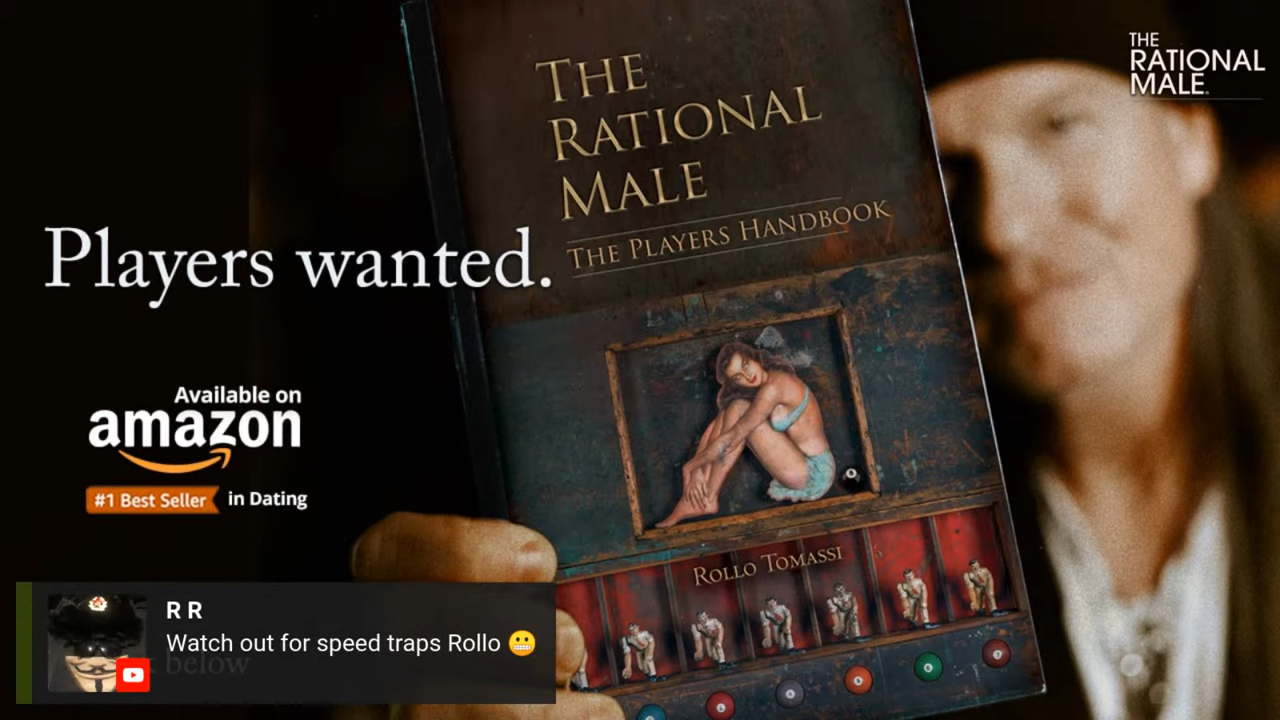 THE
RATIONAL
MALE
THE
RATIONAL
MALE
THE PLAYERS HANDBOOK
Players wanted.
Available on
amazon
#1 Best Seller in Dating
ROLLO TOMASSI
R R
Watch out for speed traps Rollo 😬
below